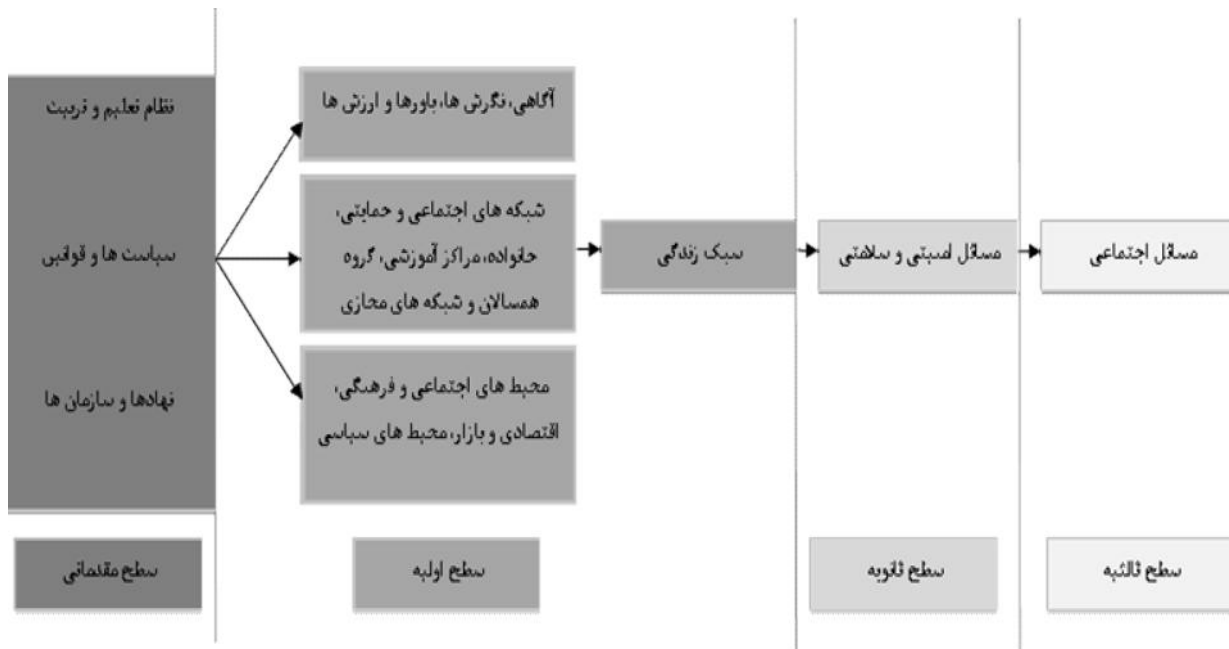 نظام تعلیم و تربیت
سیاست ها و قوانین
نهادها و سازمان ها
آگاهی، نگرش ها، باورها و ارزش ها
شبکه های اجتماعی و حمایتی،
خانواده، مراکز آموزشی، گروه
همسالان و شبکه های مجازی
محیط های اجتماعی و فرهنگی،
اقتصادی و بازار، محیط های سیاسی
سبک زندگی
مسائل امنیتی و سلامتی
مسائل اجتماعی
سطح مقدماتی
سطح اولیه
سطح ثانویه
سطح ثالثیه